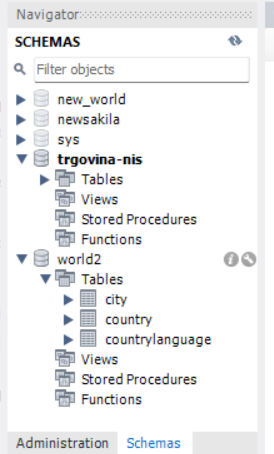 Navigator
SCHEMAS
Filter objects
new_world
newsakila
sys
trgovina-nis
Tables
Views
Stored Procedures
Functions
world2
Tables
city
country
countrylanguage
Views
Stored Procedures
Functions
Administration Schemas